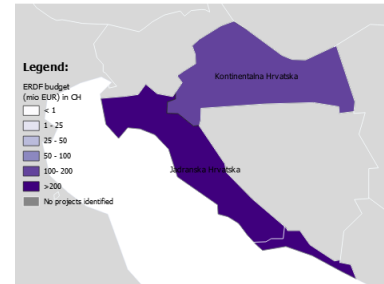 Legend:
ERDF budget
(mio EUR) in CH
< 1
1 - 25
25 - 50
50 - 100
100- 200
>200
No projects identified
Kontinentalna Hrvatska
Jadranska Hrvatska